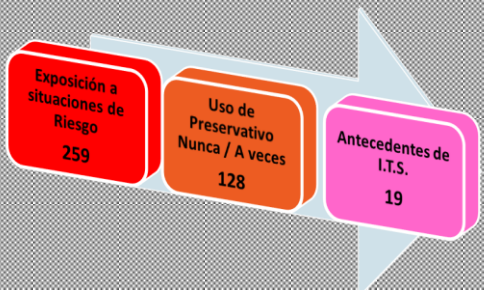 Exposición a
situaciones de
Riesgo
259
Uso de
Preservativo
Nunca / A veces
128
Antecedentes de
I.T.S.
19